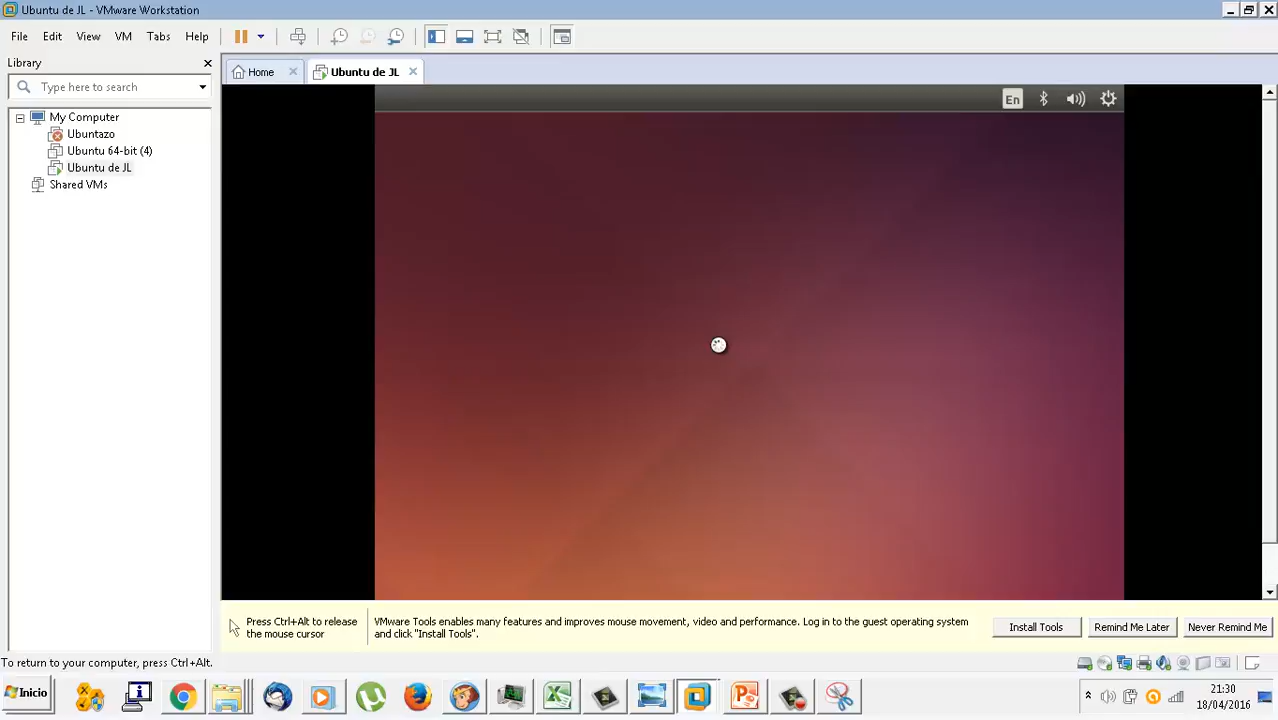 Ubuntu de JL - VMware Workstation
File Edit View VM Tabs Help
Library
Home
Ubuntu de JL
Type here to search
My Computer
Ubuntazo
Ubuntu 64-bit (4)
Ubuntu de JL
Shared VMs
En
Press Ctrl+Alt to release
the mouse cursor
VMware Tools enables many features and improves mouse movement, video and performance. Log in to the guest operating system
and click "Install Tools".
Install Tools
Remind Me Later
Never Remind Me
To return to your computer, press Ctrl+Alt.
Inicio
21:30
18/04/2016